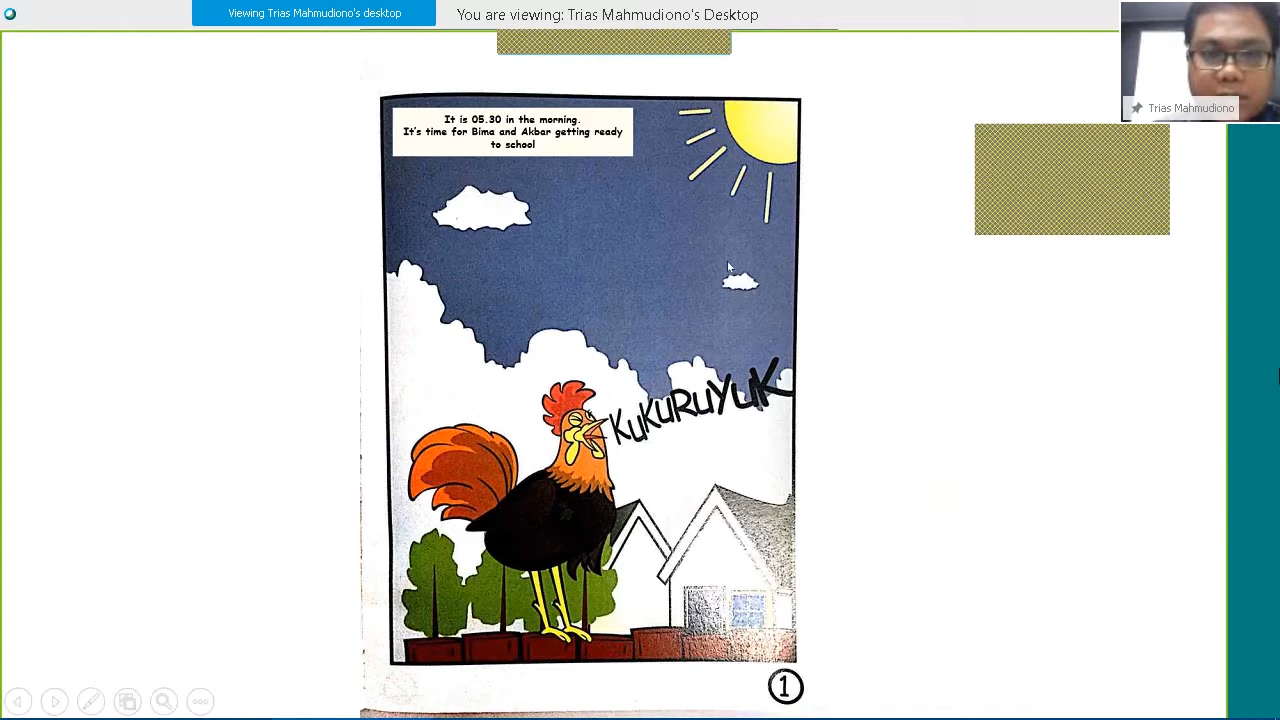 Viewing Trias Mahmudiono's desktop
You are viewing: Trias Mahmudiono's Desktop
Trias Mahmudiono
It is 05.30 in the morning.
It's time for Bima and Akbar getting ready
to school
KUKURUYUK
1